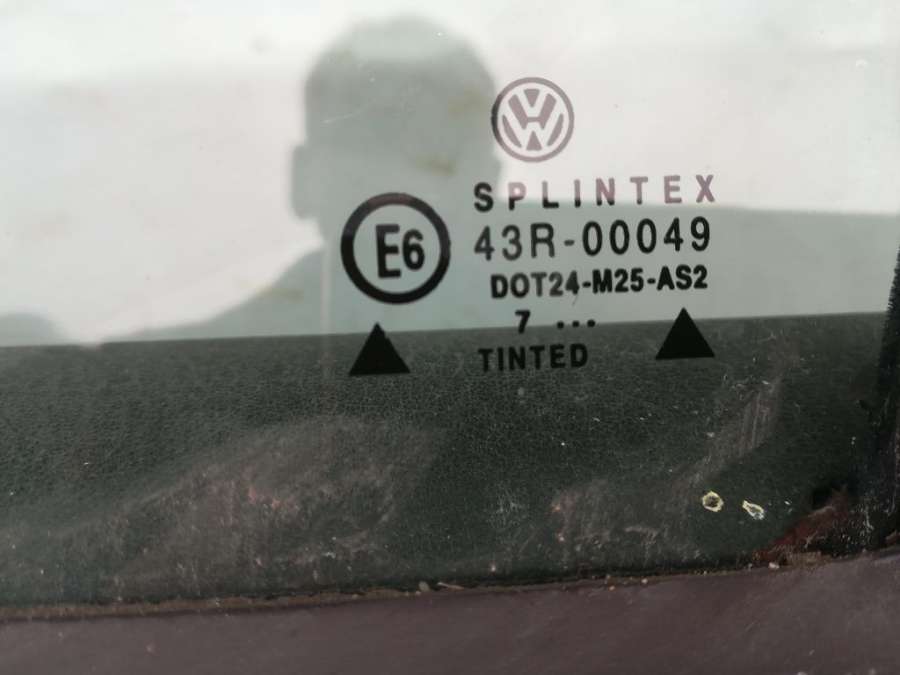 SPLINTEX
E6
43R-00049
DOT24-M25-AS2
7 ...
TINTED